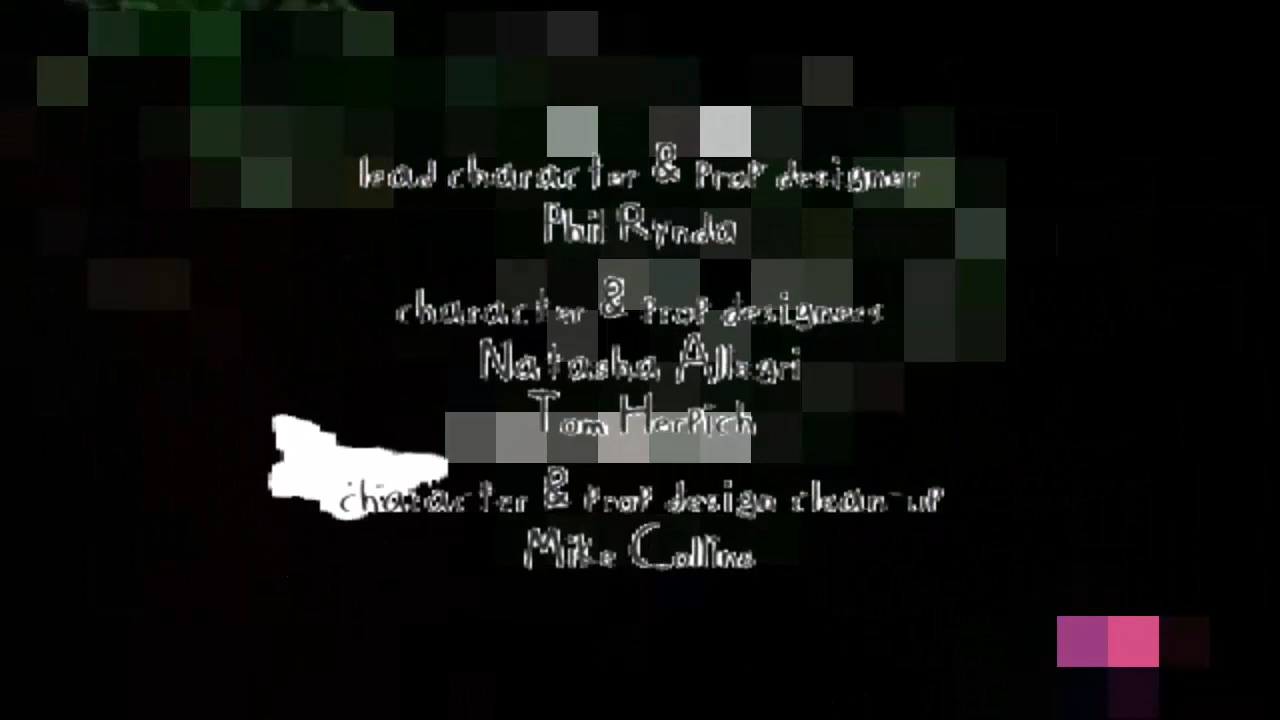 lead character & Prop designer
Phil Rynda
character & Prop designers
Natasha Allegri
Tom Herpich
character & Prop design clean-up
Mike Collins